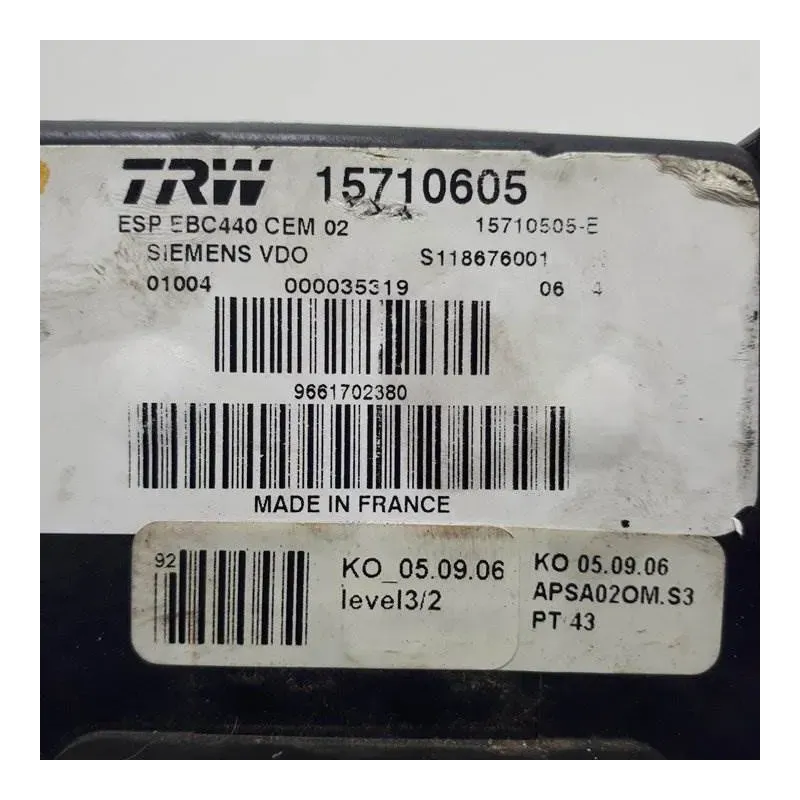 TRW 15710605
ESP EBC440 CEM 02 15710505-E
SIEMENS VDO S118676001
01004 000035319 06 4
9661702380
MADE IN FRANCE
92
KO_05.09.06
level3/2
KO 05.09.06
APSA02OM.S3
PT 43